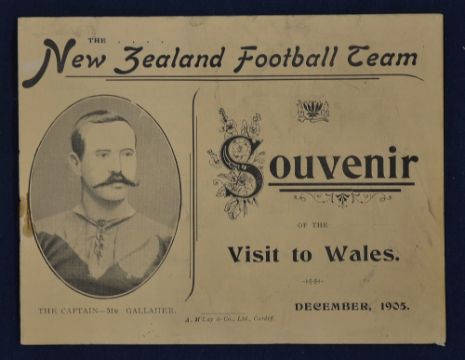 THE . . . . .
New Zealand Football Team
Souvenir
OF THE
Visit to Wales.
DECEMBER, 1905.
THE CAPTAIN—Mr GALLAHER.
A. McLay & Co., Ltd., Cardiff.